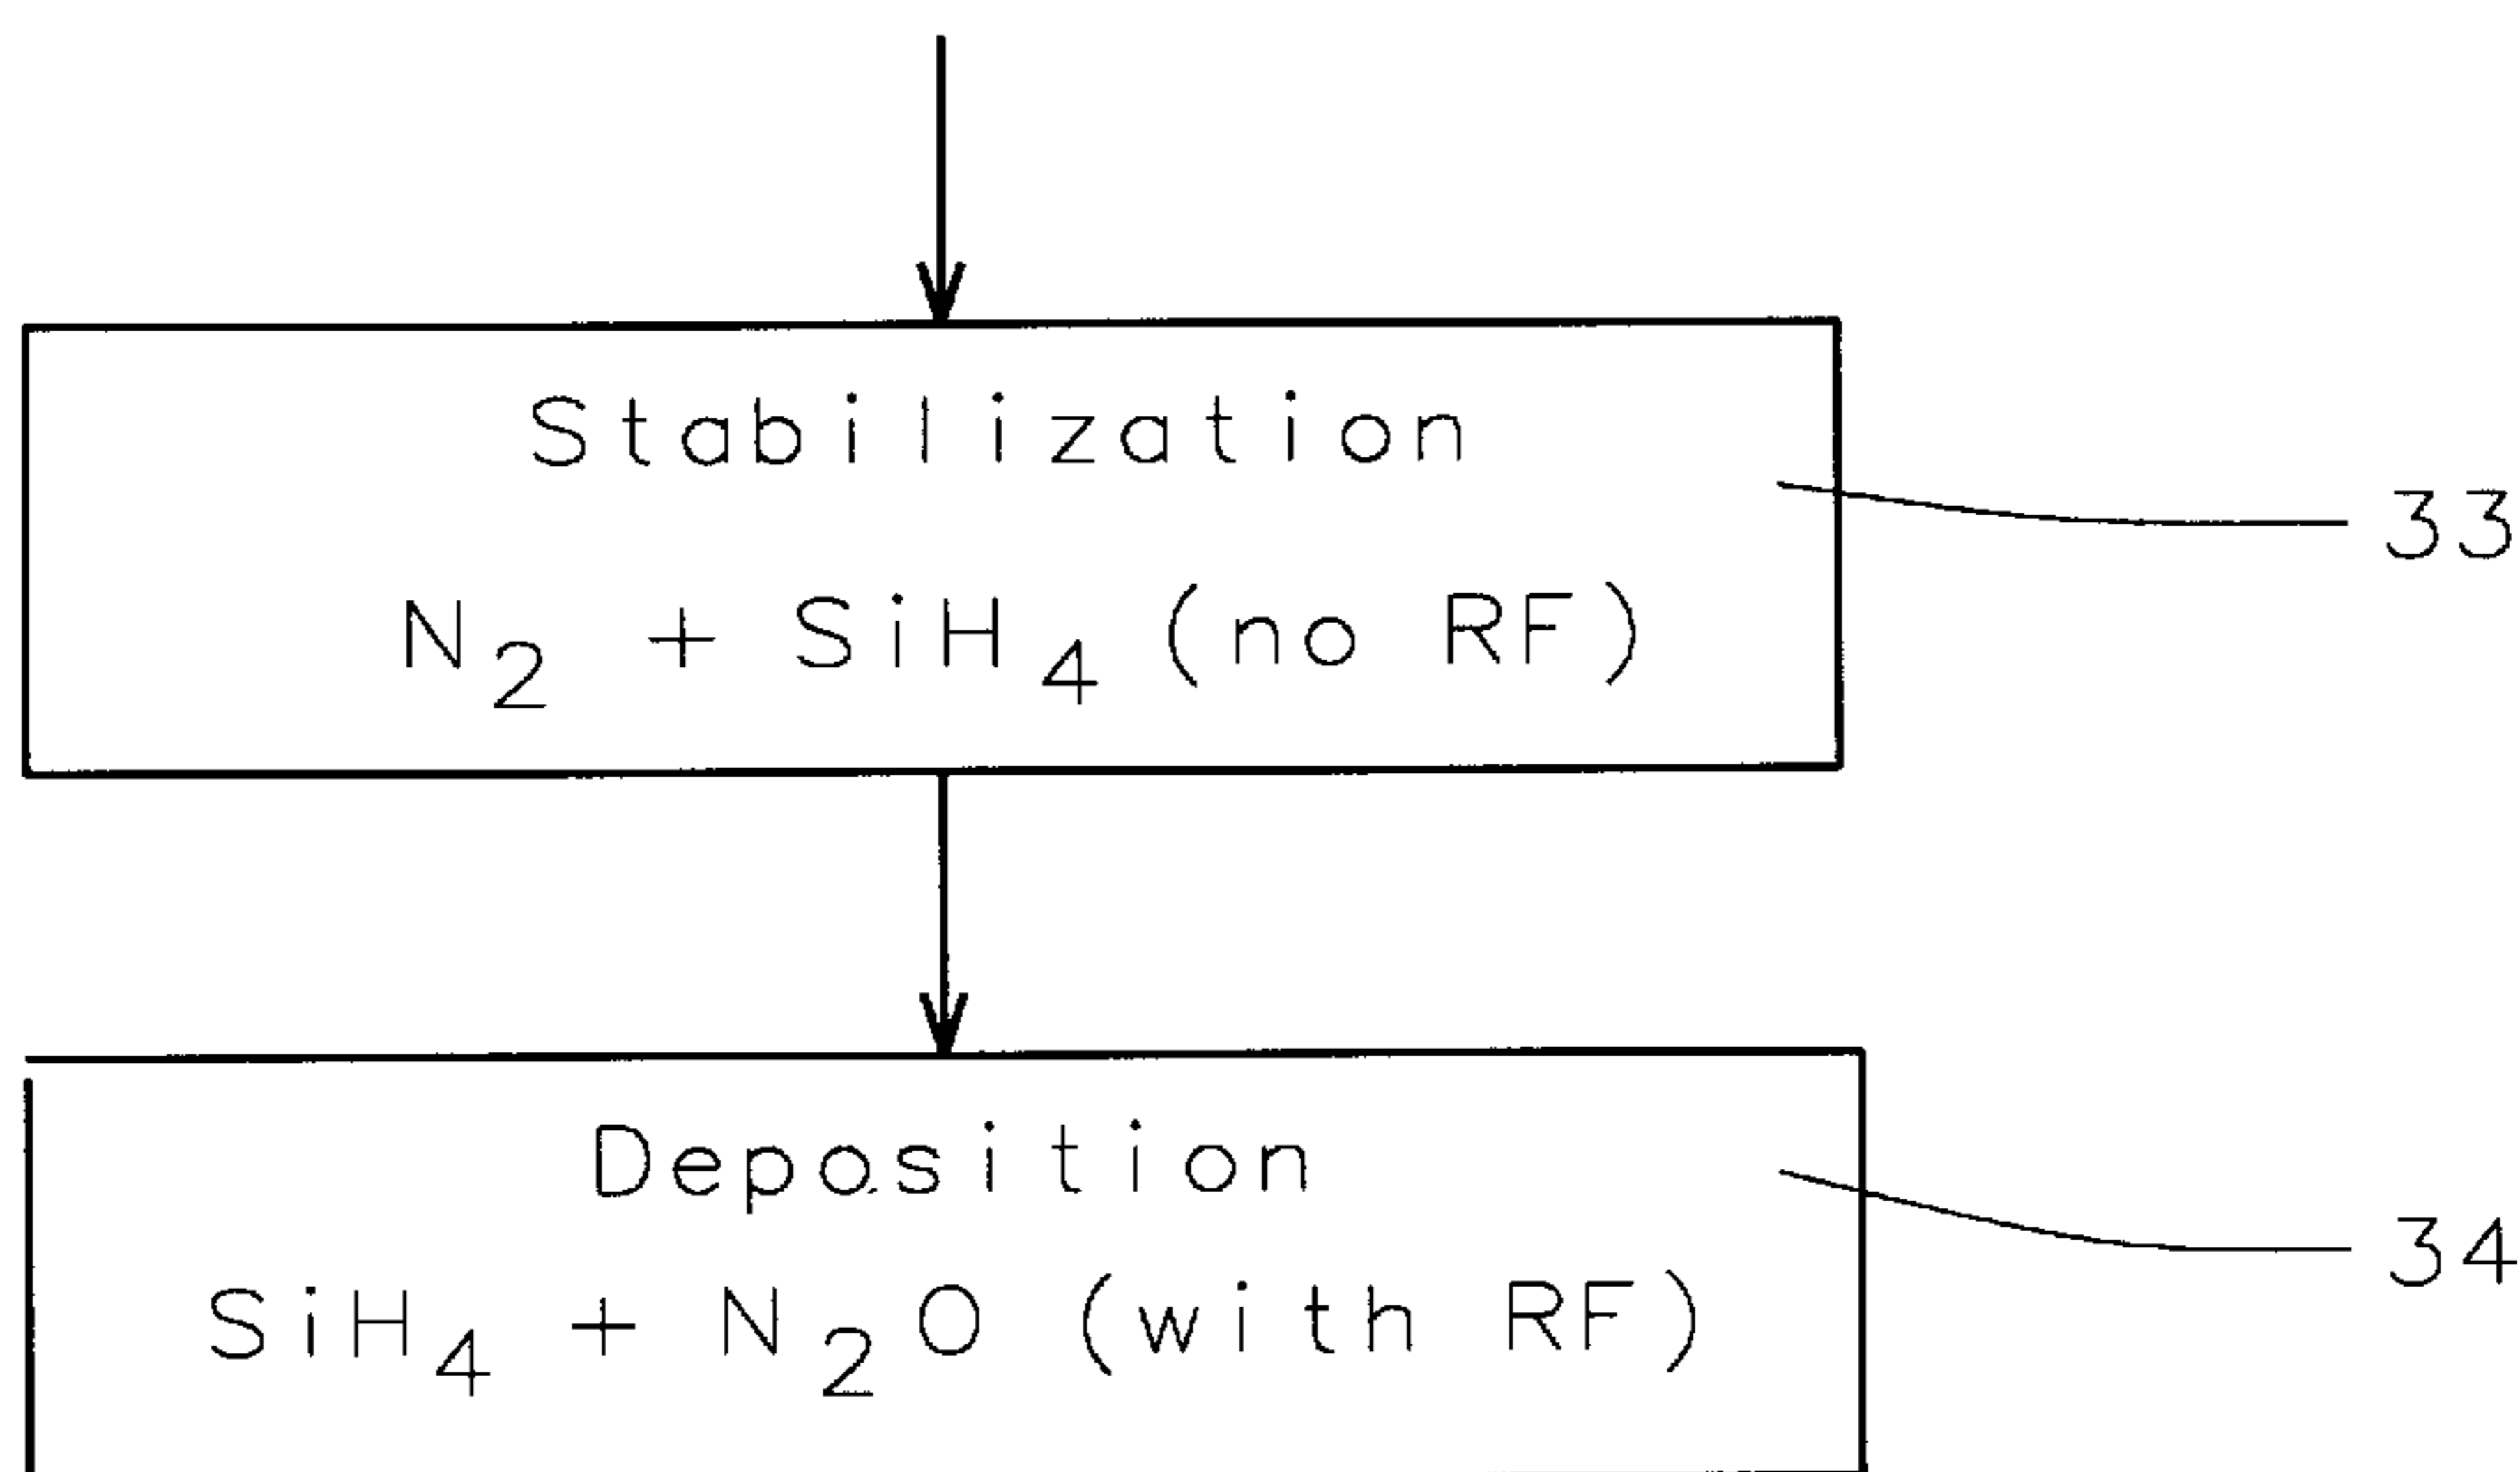 Stabilization
33
N2 + SiH4 (no RF)
Deposition
34
SiH4 + N2O (with RF)